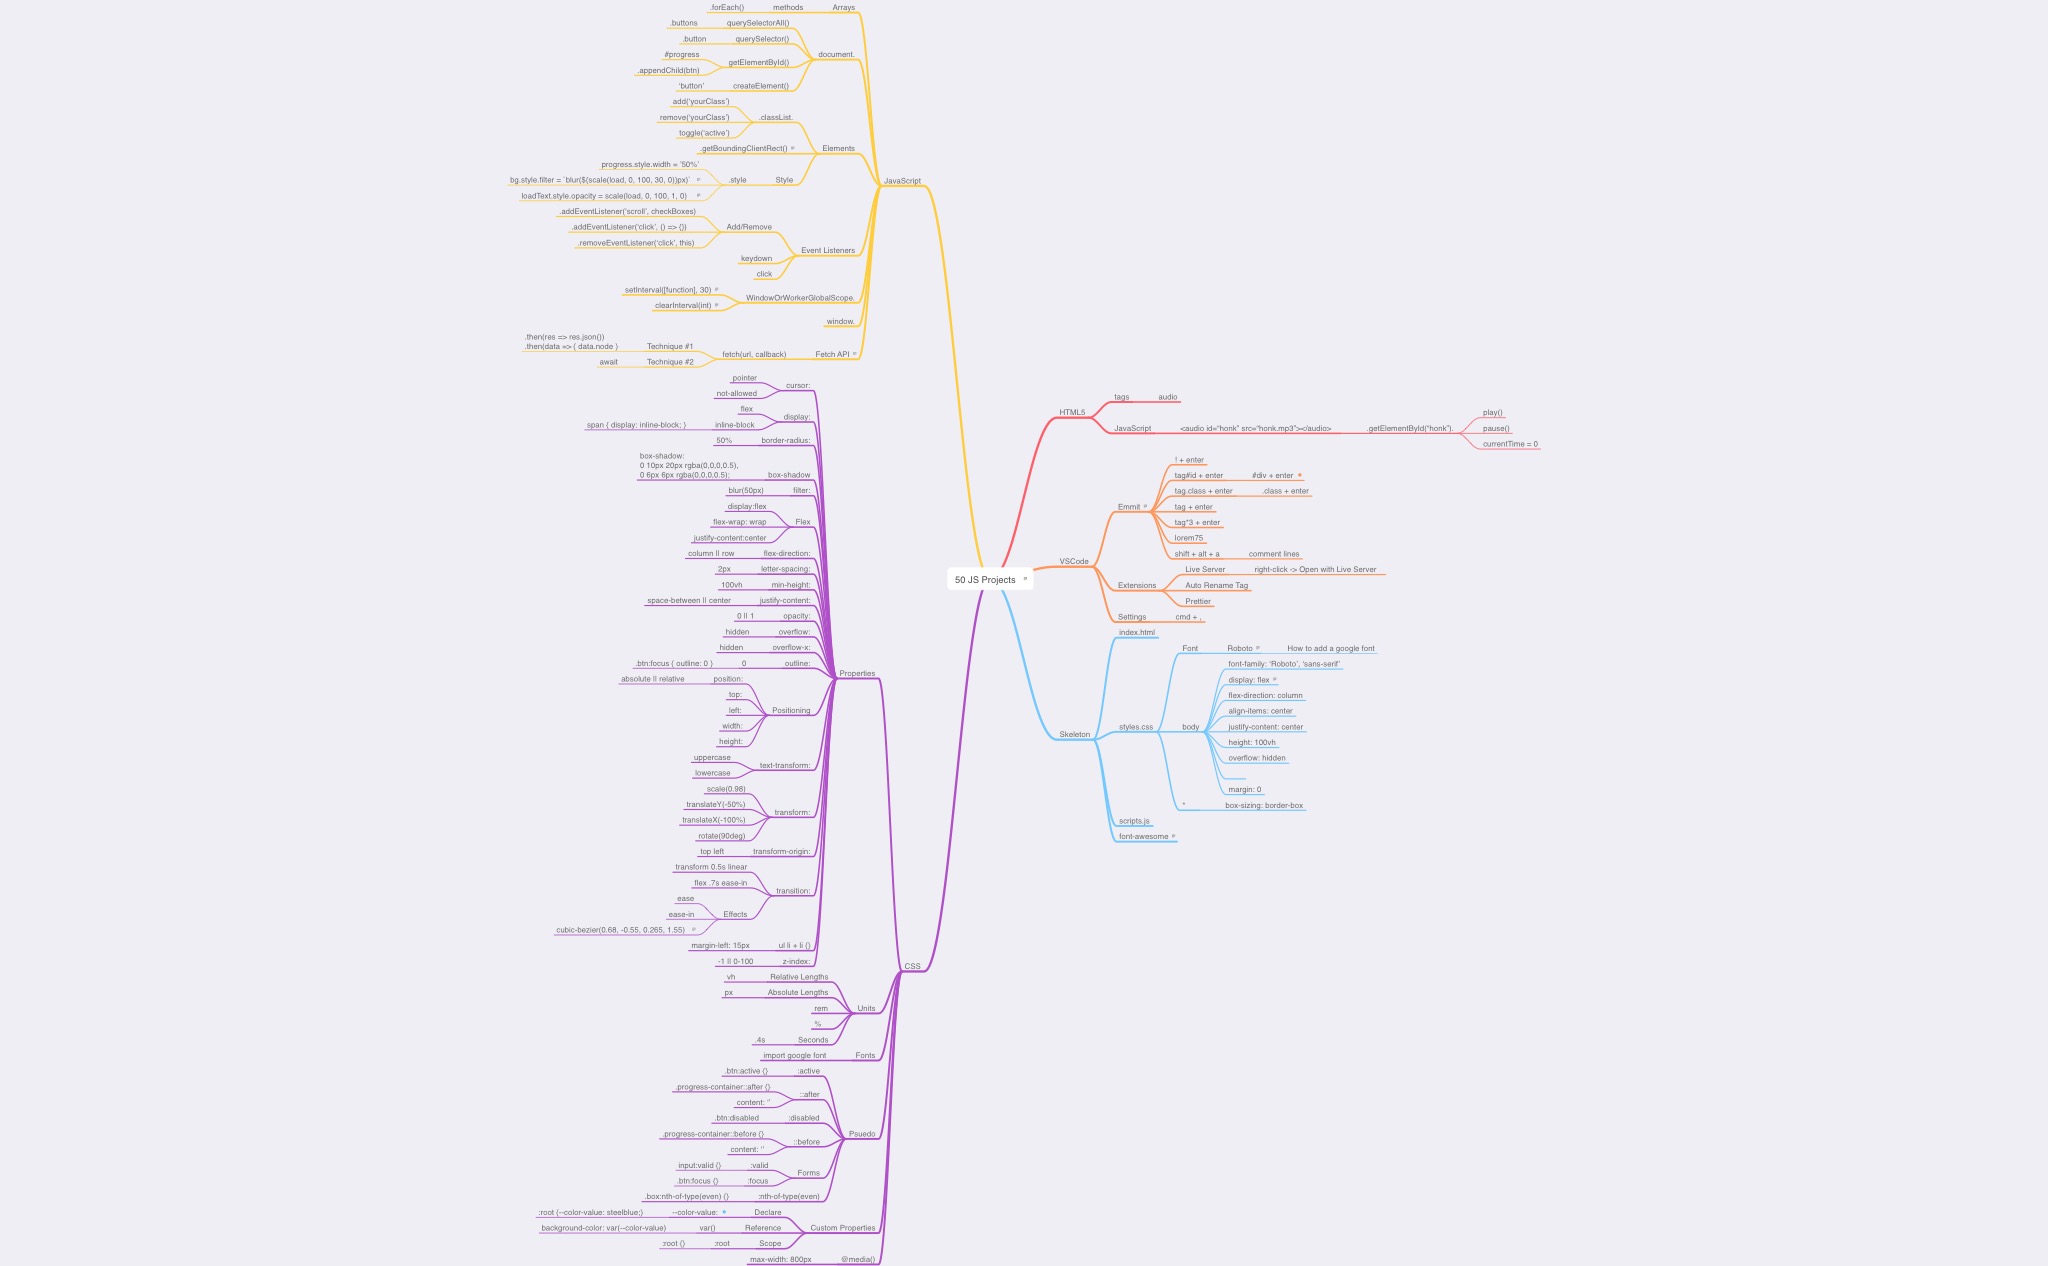 50 JS Projects
JavaScript
Arrays
methods
.forEach()
document.
querySelectorAll()
.buttons
querySelector()
.button
getElementById()
#progress
.appendChild(btn)
createElement()
'button'
Elements
.classList.
add('yourClass')
remove('yourClass')
toggle('active')
.getBoundingClientRect()
Style
.style
progress.style.width = '50%'
bg.style.filter = `blur(${scale(load, 0, 100, 30, 0)}px)`
loadText.style.opacity = scale(load, 0, 100, 1, 0)
Event Listeners
Add/Remove
.addEventListener('scroll', checkBoxes)
.addEventListener('click', () => {})
.removeEventListener('click', this)
keydown
click
WindowOrWorkerGlobalScope.
setInterval([function], 30)
clearInterval(int)
window.
Fetch API
fetch(url, callback)
Technique #1
.then(res => res.json())
.then(data => { data.node }
Technique #2
await
CSS
Properties
cursor:
pointer
not-allowed
display:
flex
inline-block
span { display: inline-block; }
border-radius:
50%
box-shadow
box-shadow:
0 10px 20px rgba(0,0,0,0.5),
0 6px 6px rgba(0,0,0,0.5);
filter:
blur(50px)
Flex
display:flex
flex-wrap: wrap
justify-content:center
flex-direction:
column || row
letter-spacing:
2px
min-height:
100vh
justify-content:
space-between || center
opacity:
0 || 1
overflow:
hidden
overflow-x:
hidden
outline:
0
.btn:focus { outline: 0 }
Positioning
position:
absolute || relative
top:
left:
width:
height:
text-transform:
uppercase
lowercase
transform:
scale(0.98)
translateY(-50%)
translateX(-100%)
rotate(90deg)
transform-origin:
top left
transition:
transform 0.5s linear
flex .7s ease-in
Effects
ease
ease-in
cubic-bezier(0.68, -0.55, 0.265, 1.55)
ul li + li {}
margin-left: 15px
z-index:
-1 || 0-100
Units
Relative Lengths
vh
Absolute Lengths
px
rem
%
Seconds
.4s
Fonts
import google font
Psuedo
:active
.btn:active {}
::after
.progress-container::after {}
content: ''
:disabled
.btn:disabled
::before
.progress-container::before {}
content: ''
Forms
:valid
input:valid {}
:focus
.btn:focus {}
:nth-of-type(even)
.box:nth-of-type(even) {}
Custom Properties
Declare
--color-value:
:root {--color-value: steelblue;}
Reference
var()
background-color: var(--color-value)
Scope
:root
:root {}
@media()
max-width: 800px
HTML5
tags
audio
JavaScript
<audio id="honk" src="honk.mp3"></audio>
.getElementById("honk").
play()
pause()
currentTime = 0
VSCode
Emmit
! + enter
tag#id + enter
#div + enter
tag.class + enter
.class + enter
tag + enter
tag*3 + enter
lorem75
shift + alt + a
comment lines
Extensions
Live Server
right-click -> Open with Live Server
Auto Rename Tag
Prettier
Settings
cmd + ,
Skeleton
index.html
styles.css
Font
Roboto
How to add a google font
body
font-family: 'Roboto', 'sans-serif'
display: flex
flex-direction: column
align-items: center
justify-content: center
height: 100vh
overflow: hidden
margin: 0
*
box-sizing: border-box
scripts.js
font-awesome